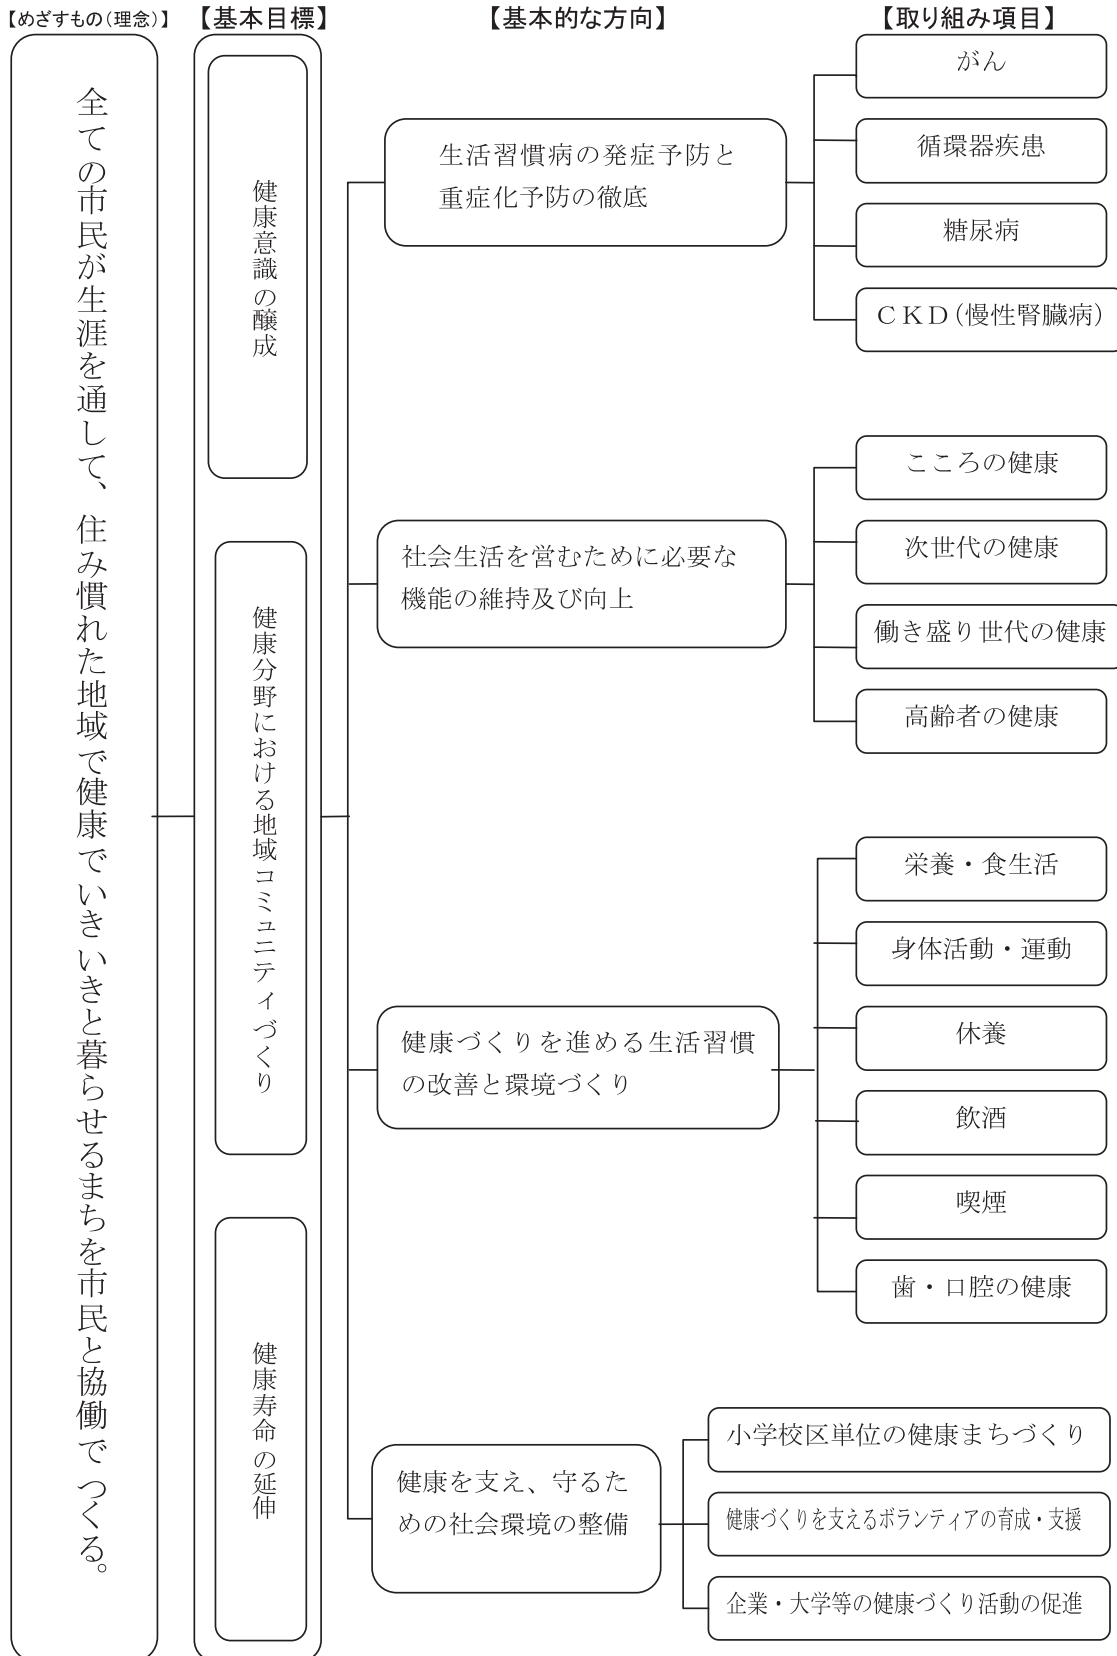 【めざすもの（理念）】
【基本目標】
【基本的な方向】
【取り組み項目】
全ての市民が生涯を通して、住み慣れた地域で健康でいきいきと暮らせるまちを市民と協働でつくる。
健康意識の醸成
健康分野における地域コミュニティづくり
健康寿命の延伸
生活習慣病の発症予防と
重症化予防の徹底
がん
循環器疾患
糖尿病
ＣＫＤ（慢性腎臓病）
社会生活を営むために必要な
機能の維持及び向上
こころの健康
次世代の健康
働き盛り世代の健康
高齢者の健康
健康づくりを進める生活習慣
の改善と環境づくり
栄養・食生活
身体活動・運動
休養
飲酒
喫煙
歯・口腔の健康
健康を支え、守るた
めの社会環境の整備
小学校区単位の健康まちづくり
健康づくりを支えるボランティアの育成・支援
企業・大学等の健康づくり活動の促進